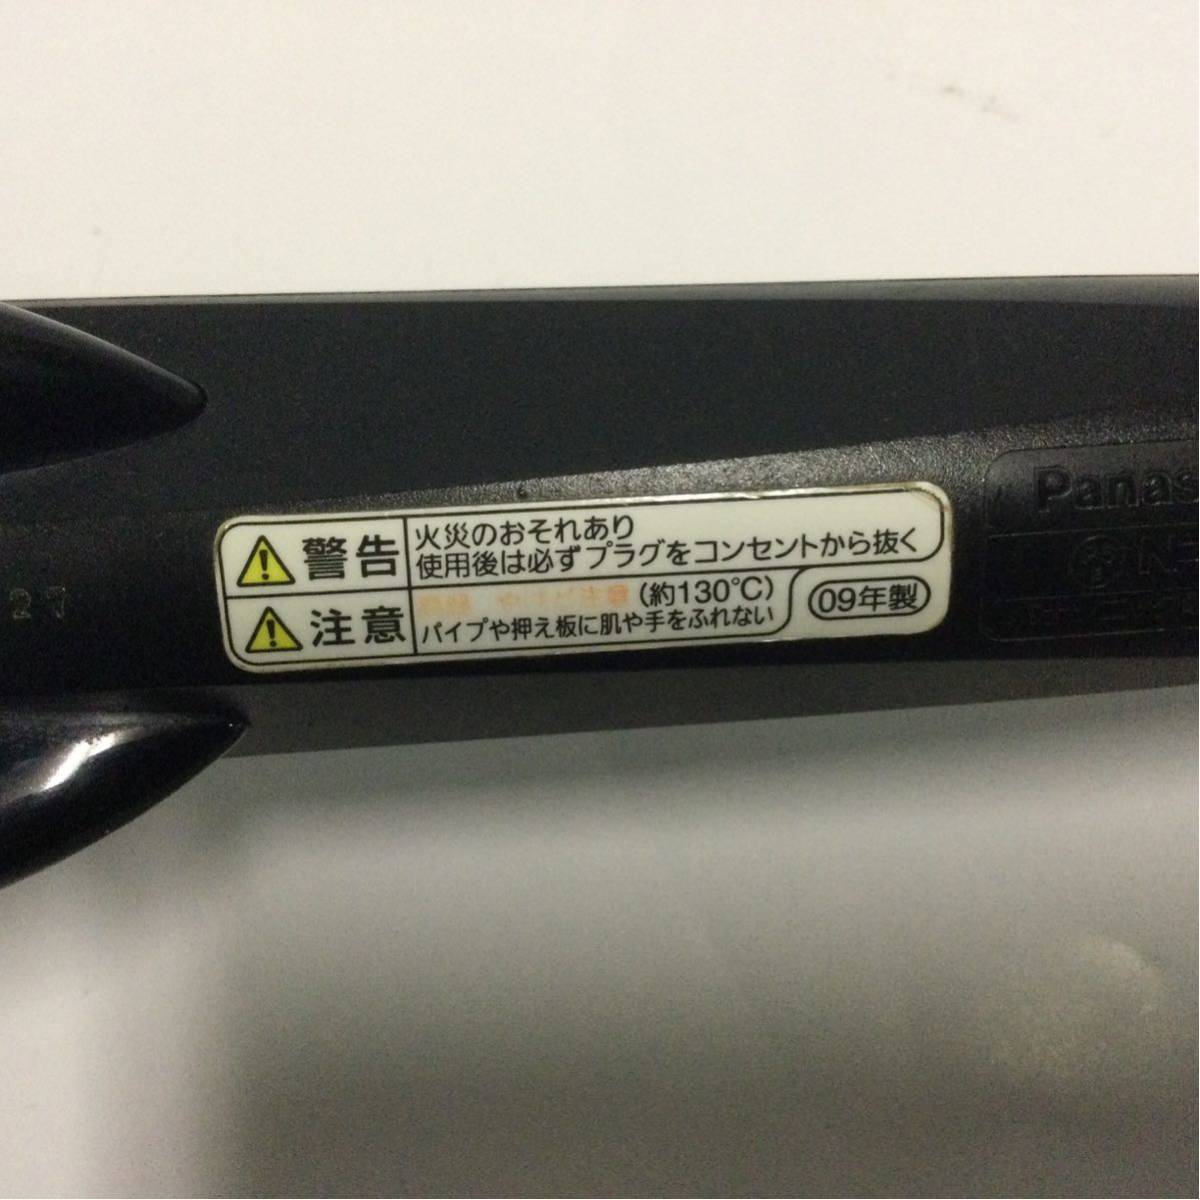 警告
火災のおそれあり
使用後は必ずプラグをコンセントから抜く
注意
(約130℃)
パイプや押え板に肌や手をふれない
09年製
Panas
N-
27